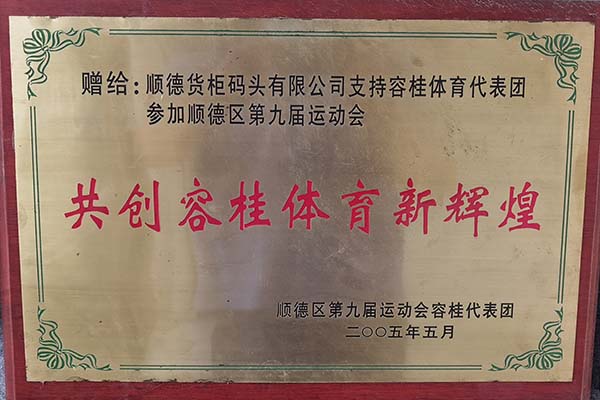 赠给：顺德货柜码头有限公司支持容桂体育代表团
参加顺德区第九届运动会
共创容桂体育新辉煌
顺德区第九届运动会容桂代表团
二〇〇五年五月